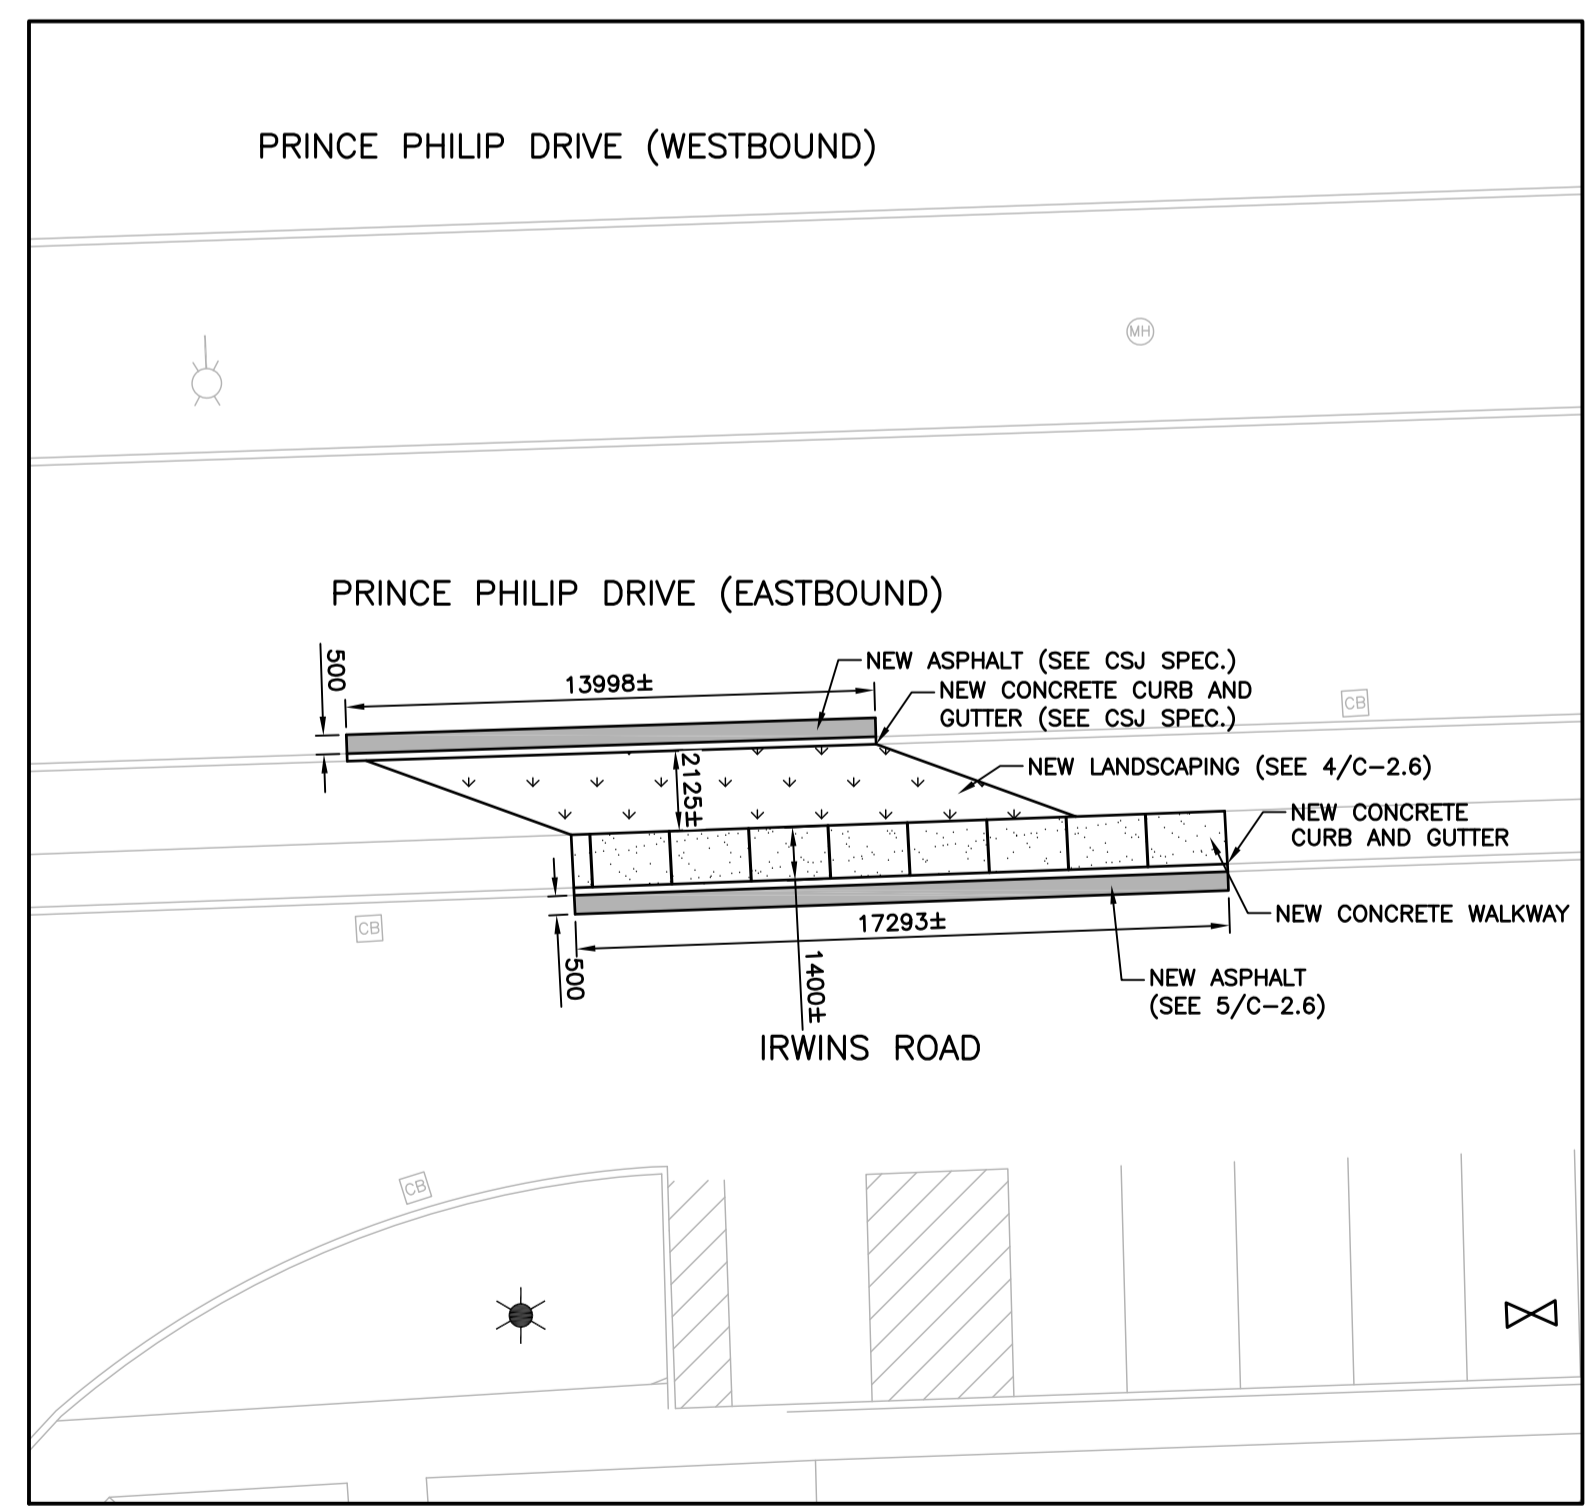 PRINCE PHILIP DRIVE (WESTBOUND)
MH
PRINCE PHILIP DRIVE (EASTBOUND)
500
13998±
NEW ASPHALT (SEE CSJ SPEC.)
NEW CONCRETE CURB AND
GUTTER (SEE CSJ SPEC.)
CB
2125±
NEW LANDSCAPING (SEE 4/C-2.6)
NEW CONCRETE
CURB AND GUTTER
CB
17293±
NEW CONCRETE WALKWAY
500
1400±
NEW ASPHALT
(SEE 5/C-2.6)
IRWINS ROAD
CB